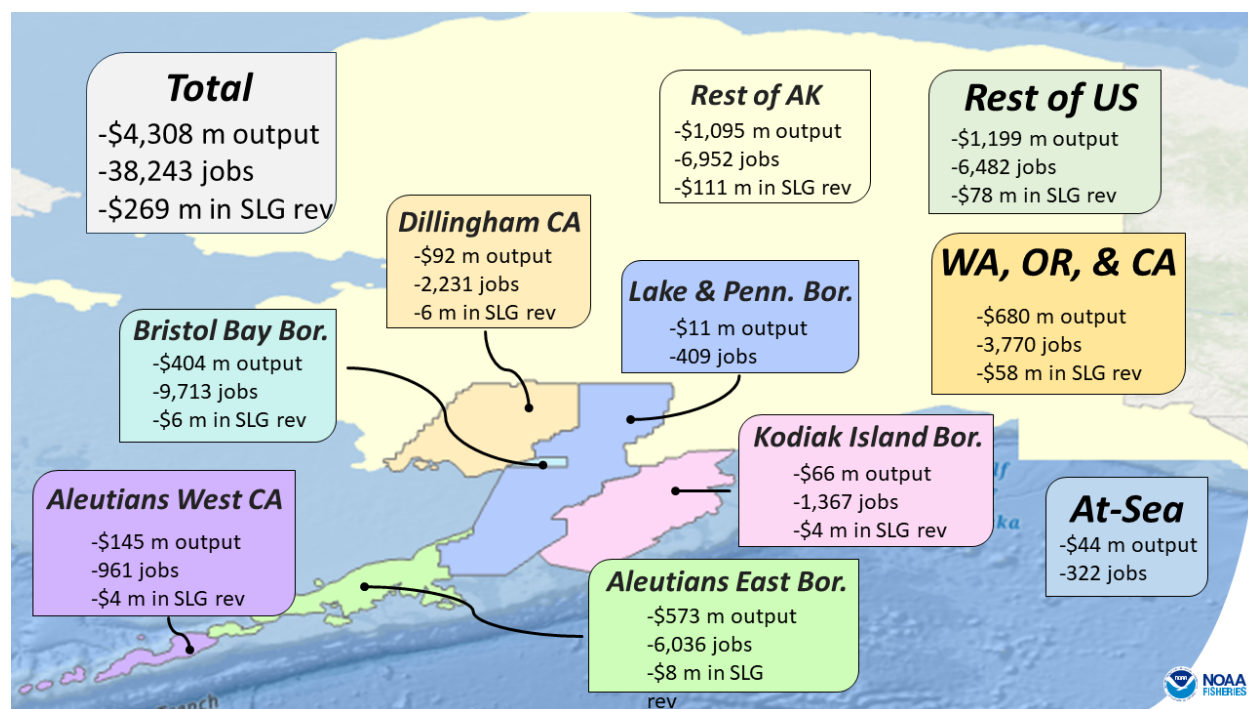 Total
-$4,308 m output
-38,243 jobs
-$269 m in SLG rev
Rest of AK
-$1,095 m output
-6,952 jobs
-$111 m in SLG rev
Rest of US
-$1,199 m output
-6,482 jobs
-$78 m in SLG rev
Dillingham CA
-$92 m output
-2,231 jobs
-6 m in SLG rev
WA, OR, & CA
-$680 m output
-3,770 jobs
-$58 m in SLG rev
Lake & Penn. Bor.
-$11 m output
-409 jobs
Bristol Bay Bor.
-$404 m output
-9,713 jobs
-$6 m in SLG rev
Kodiak Island Bor.
-$66 m output
-1,367 jobs
-$4 m in SLG rev
Aleutians West CA
-$145 m output
-961 jobs
-$4 m in SLG rev
At-Sea
-$44 m output
-322 jobs
Aleutians East Bor.
-$573 m output
-6,036 jobs
-$8 m in SLG
rev
NOAA
FISHERIES